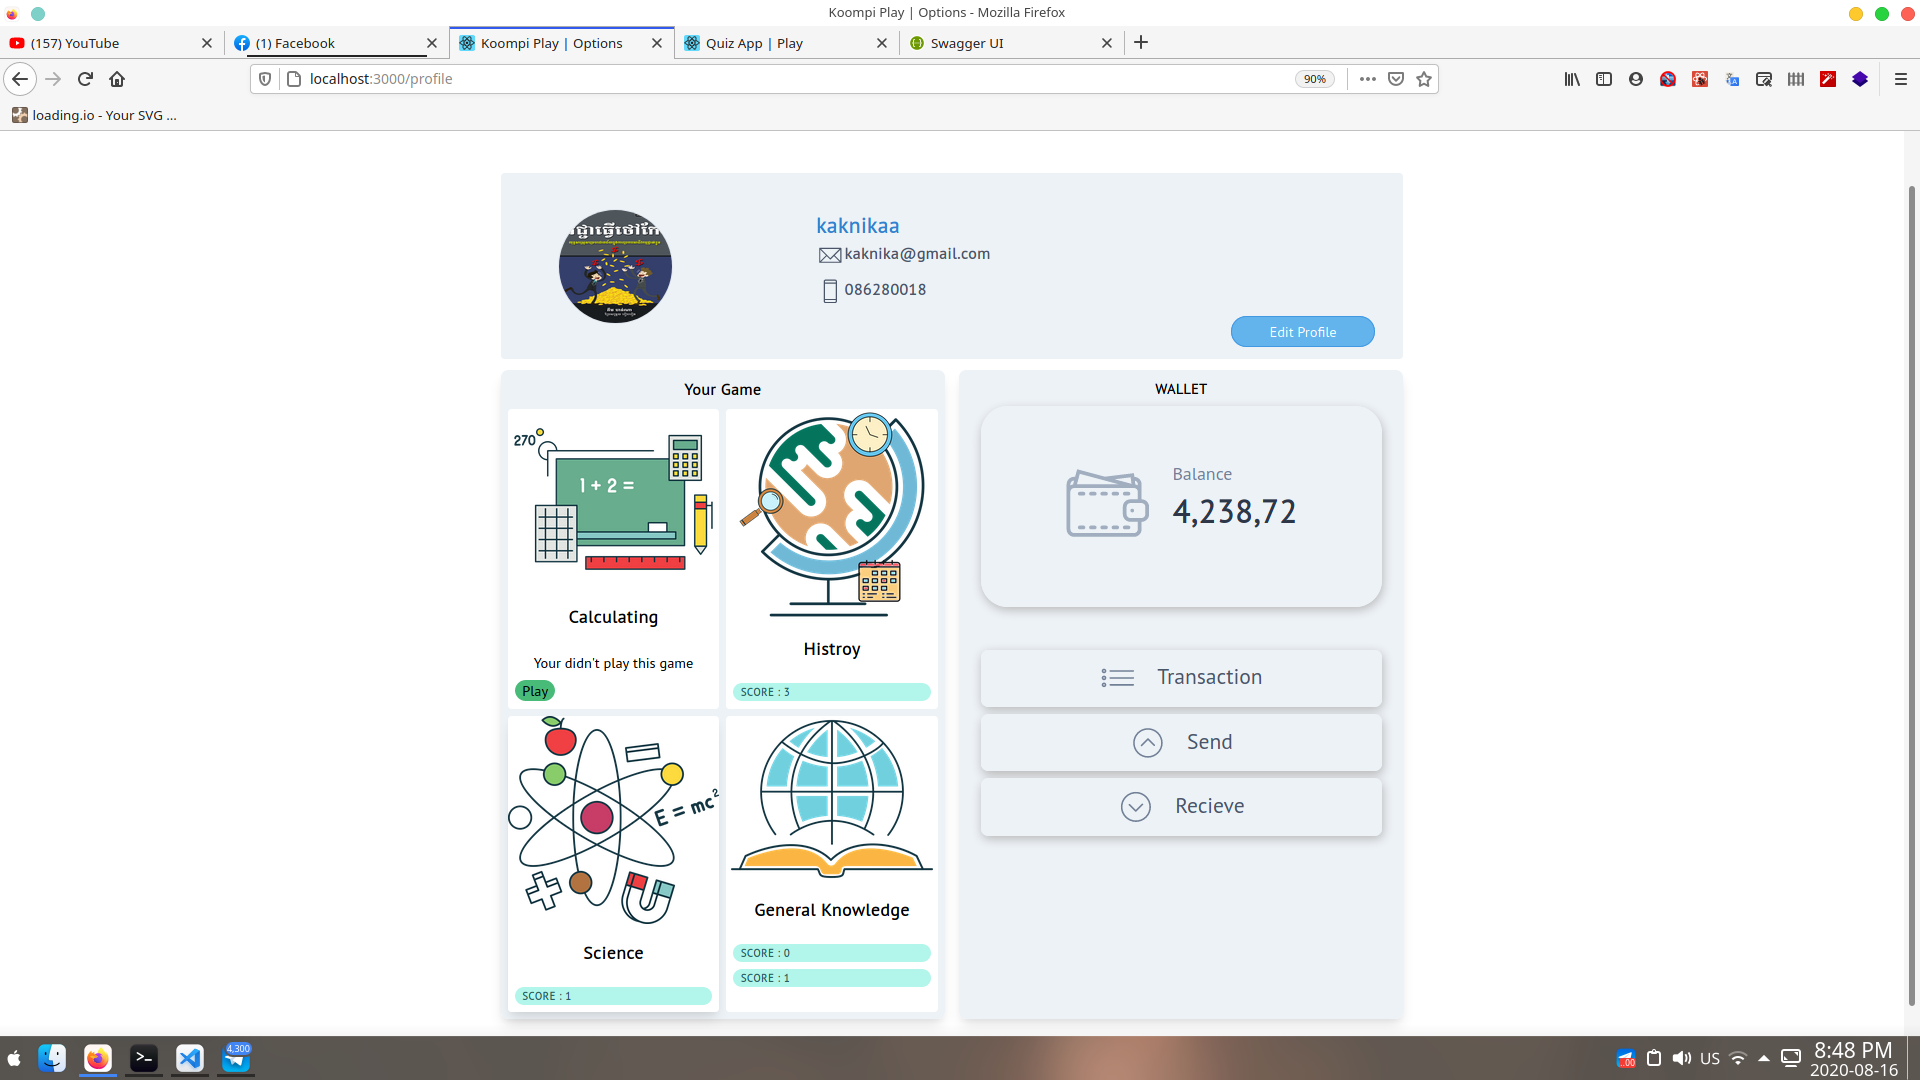 Koompi Play | Options - Mozilla Firefox
(157) YouTube
(1) Facebook
Koompi Play | Options
Quiz App | Play
Swagger UI
localhost:3000/profile
90%
loading.io - Your SVG ...
kaknikaa
kaknika@gmail.com
086280018
Edit Profile
Your Game
270
1 + 2 =
Calculating
Your didn't play this game
Play
Histroy
SCORE : 3
E = mc2
Science
SCORE : 1
General Knowledge
SCORE : 0
SCORE : 1
WALLET
Balance
4,238,72
Transaction
Send
Recieve
4,300
US
8:48 PM
2020-08-16